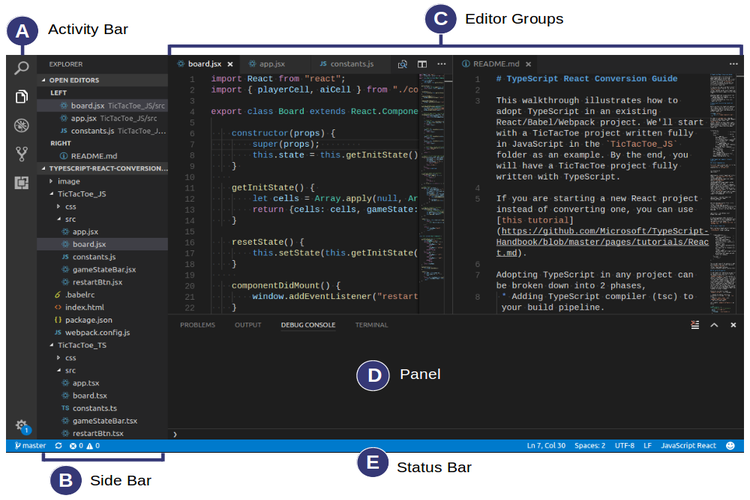 C Editor Groups
A Activity Bar
EXPLORER
OPEN EDITORS
LEFT
board.jsx TicTacToe_JS/src
app.jsx TicTacToe_JS/src
constants.js TicTacToe_J...
RIGHT
README.md
TYPESCRIPT-REACT-CONVERSION...
image
TicTacToe_JS
css
src
app.jsx
board.jsx
constants.js
gameStateBar.jsx
restartBtn.jsx
.babelrc
index.html
package.json
webpack.config.js
TicTacToe_TS
css
src
app.tsx
board.tsx
TS constants.ts
gameStateBar.tsx
restartBtn.tsx
board.jsx × app.jsx constants.js ...
1 import React from "react";
2 import { playerCell, aiCell } from "./co
3
4 export class Board extends React.Compone
5
6 constructor(props) {
7 super(props);
8 this.state = this.getInitState()
9 }
10
11 getInitState() {
12 let cells = Array.apply(null, Ar
13 return {cells: cells, gameState:
14 }
15
16 resetState() {
17 this.setState(this.getInitState(
18 }
19
20 componentDidMount() {
21 window.addEventListener("restart
22 }
README.md × ...
1 # TypeScript React Conversion Guide
2
3 This walkthrough illustrates how to
adopt TypeScript in an existing
React/Babel/Webpack project. We'll start
with a TicTacToe project written fully
in JavaScript in the `TicTacToe_JS`
folder as an example. By the end, you
will have a TicTacToe project fully
written with TypeScript.
4
5 If you are starting a new React project
instead of converting one, you can use
[this tutorial]
(https://github.com/Microsoft/TypeScript-
Handbook/blob/master/pages/tutorials/Reac
t.md).
6
7 Adopting TypeScript in any project can
be broken down into 2 phases,
8 * Adding TypeScript compiler (tsc) to
your build pipeline.
PROBLEMS OUTPUT DEBUG CONSOLE TERMINAL
D Panel
1
master 0 0 Ln 7, Col 30 Spaces: 2 UTF-8 LF JavaScript React
B Side Bar
E Status Bar